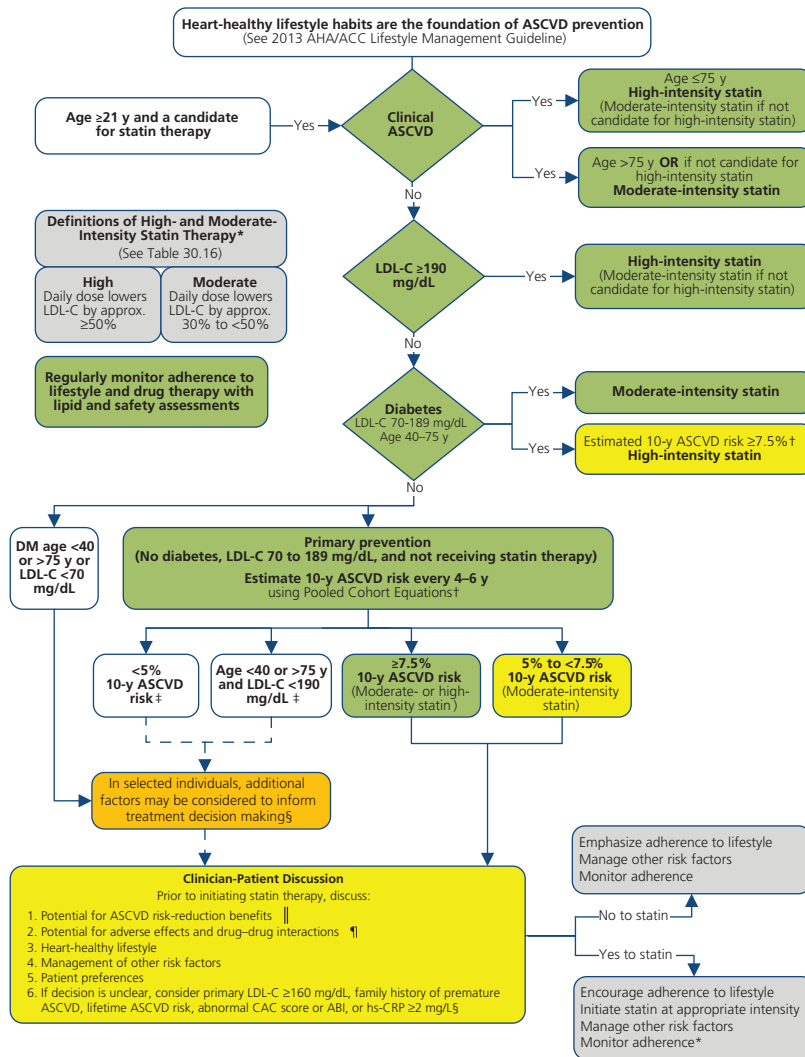 Heart-healthy lifestyle habits are the foundation of ASCVD prevention
(See 2013 AHA/ACC Lifestyle Management Guideline)
Age ≥21 y and a candidate
for statin therapy
Yes
Clinical
ASCVD
Yes
Age ≤75 y
High-intensity statin
(Moderate-intensity statin if not
candidate for high-intensity statin)
Yes
Age >75 y OR if not candidate for
high-intensity statin
Moderate-intensity statin
No
Definitions of High- and Moderate-
Intensity Statin Therapy*
(See Table 30.16)
High
Daily dose lowers
LDL-C by approx.
≥50%
Moderate
Daily dose lowers
LDL-C by approx.
30% to <50%
LDL-C ≥190
mg/dL
Yes
High-intensity statin
(Moderate-intensity statin if not
candidate for high-intensity statin)
No
Regularly monitor adherence to
lifestyle and drug therapy with
lipid and safety assessments
Diabetes
LDL-C 70-189 mg/dL
Age 40–75 y
Yes
Moderate-intensity statin
Yes
Estimated 10-y ASCVD risk ≥7.5%†
High-intensity statin
No
DM age <40
or >75 y or
LDL-C <70
mg/dL
Primary prevention
(No diabetes, LDL-C 70 to 189 mg/dL, and not receiving statin therapy)
Estimate 10-y ASCVD risk every 4–6 y
using Pooled Cohort Equations†
<5%
10-y ASCVD
risk‡
Age <40 or >75 y
and LDL-C <190
mg/dL‡
≥7.5%
10-y ASCVD risk
(Moderate- or high-
intensity statin)
5% to <7.5%
10-y ASCVD risk
(Moderate-intensity
statin)
In selected individuals, additional
factors may be considered to inform
treatment decision making§
Clinician-Patient Discussion
Prior to initiating statin therapy, discuss:
1. Potential for ASCVD risk-reduction benefits ‖
2. Potential for adverse effects and drug–drug interactions ¶
3. Heart-healthy lifestyle
4. Management of other risk factors
5. Patient preferences
6. If decision is unclear, consider primary LDL-C ≥160 mg/dL, family history of premature
ASCVD, lifetime ASCVD risk, abnormal CAC score or ABI, or hs-CRP ≥2 mg/L§
Emphasize adherence to lifestyle
Manage other risk factors
Monitor adherence
No to statin
Yes to statin
Encourage adherence to lifestyle
Initiate statin at appropriate intensity
Manage other risk factors
Monitor adherence*